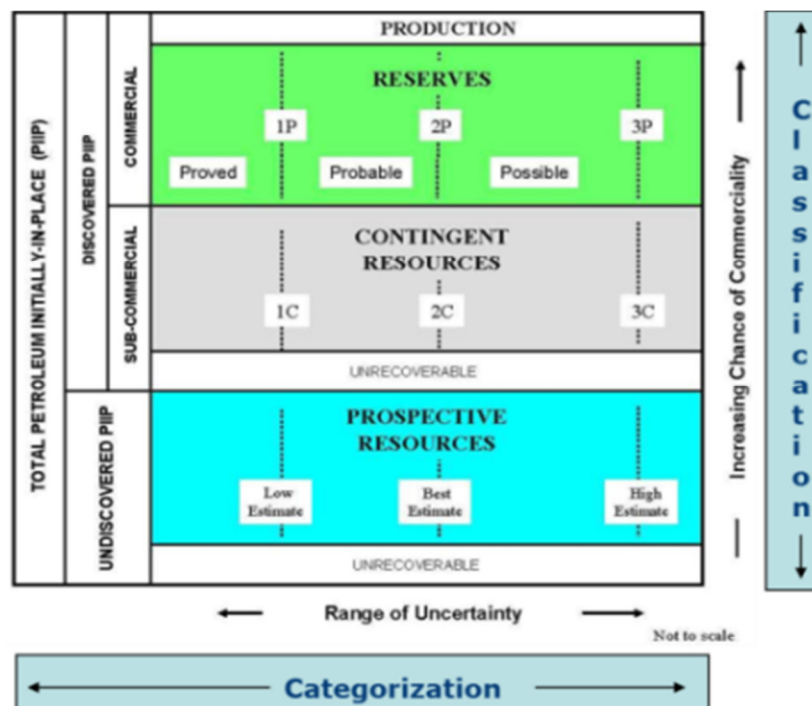 TOTAL PETROLEUM INITIALLY-IN-PLACE (PIIP)
DISCOVERED PIIP
UNDISCOVERED PIIP
COMMERCIAL
SUB-COMMERCIAL
PRODUCTION
RESERVES
1P
2P
3P
Proved
Probable
Possible
CONTINGENT
RESOURCES
1C
2C
3C
UNRECOVERABLE
PROSPECTIVE
RESOURCES
Low
Estimate
Best
Estimate
High
Estimate
UNRECOVERABLE
Increasing Chance of Commerciality
Classification
Range of Uncertainty
Not to scale
Categorization